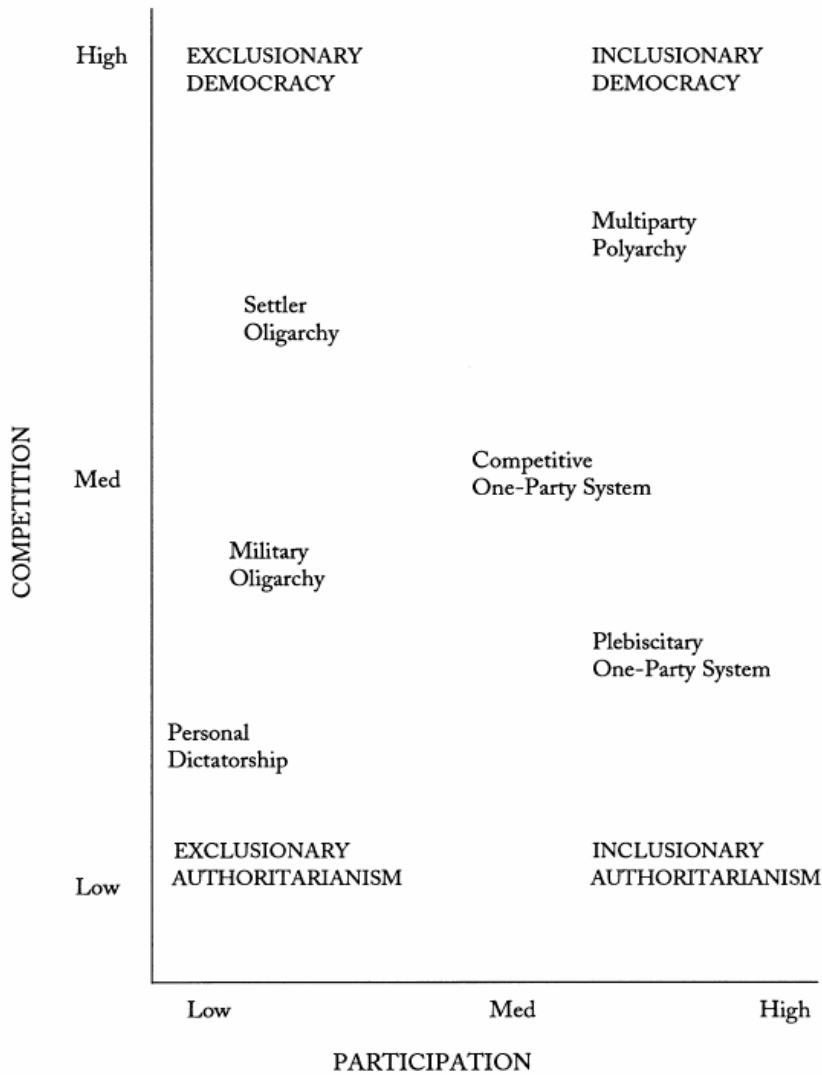 High
EXCLUSIONARY
DEMOCRACY
INCLUSIONARY
DEMOCRACY
Multiparty
Polyarchy
Settler
Oligarchy
COMPETITION
Med
Competitive
One-Party System
Military
Oligarchy
Plebiscitary
One-Party System
Personal
Dictatorship
EXCLUSIONARY
AUTHORITARIANISM
INCLUSIONARY
AUTHORITARIANISM
Low
Low
Med
High
PARTICIPATION